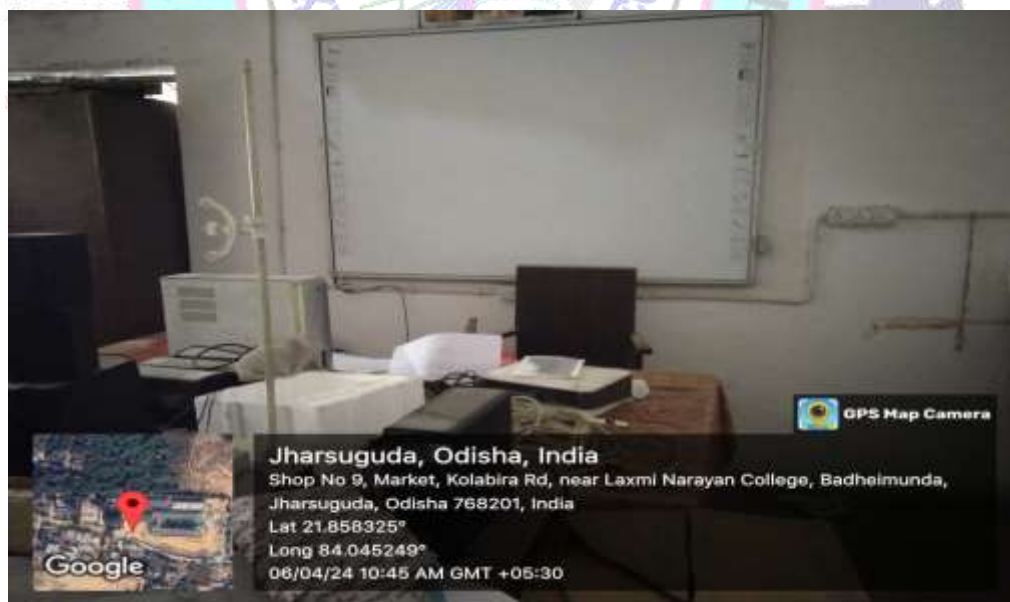 GPS Map Camera
Jharsuguda, Odisha, India
Shop No 9, Market, Kolabira Rd, near Laxmi Narayan College, Badheimunda,
Jharsuguda, Odisha 768201, India
Lat 21.858325°
Long 84.045249°
06/04/24 10:45 AM GMT +05:30
Google